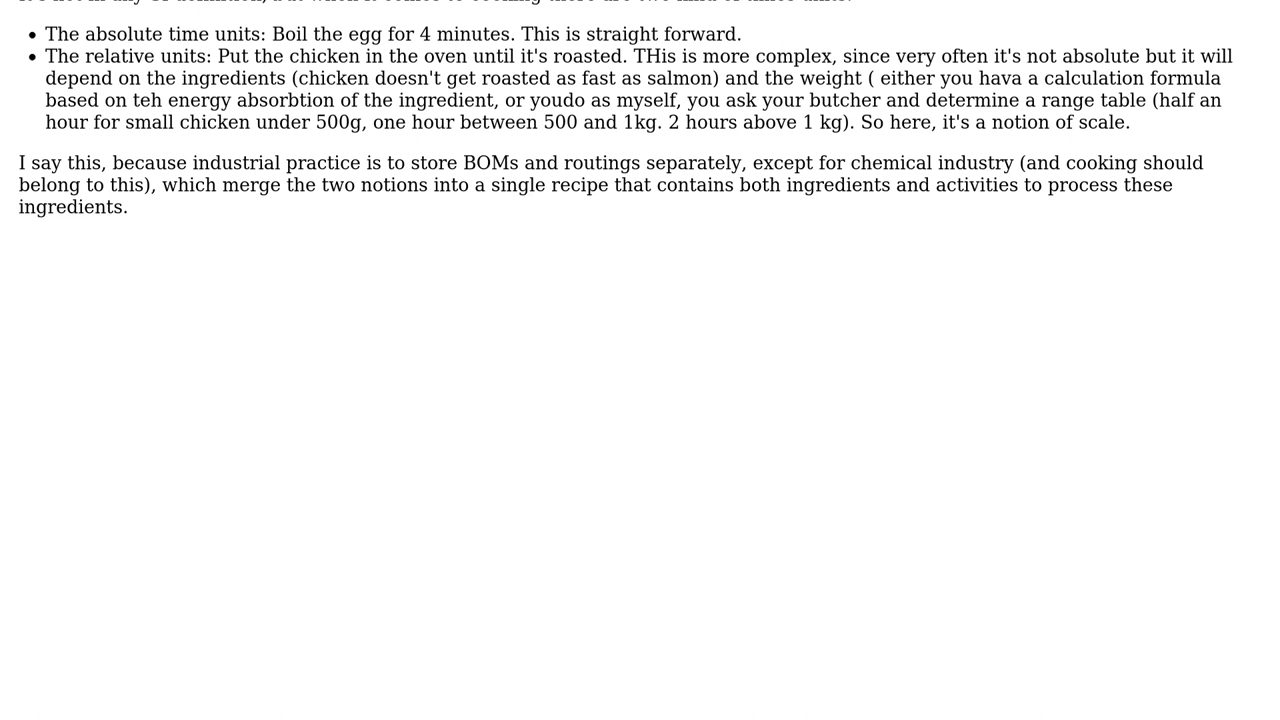 • The absolute time units: Boil the egg for 4 minutes. This is straight forward.
• The relative units: Put the chicken in the oven until it's roasted. THis is more complex, since very often it's not absolute but it will
depend on the ingredients (chicken doesn't get roasted as fast as salmon) and the weight ( either you hava a calculation formula
based on teh energy absorbtion of the ingredient, or youdo as myself, you ask your butcher and determine a range table (half an
hour for small chicken under 500g, one hour between 500 and 1kg. 2 hours above 1 kg). So here, it's a notion of scale.
I say this, because industrial practice is to store BOMs and routings separately, except for chemical industry (and cooking should
belong to this), which merge the two notions into a single recipe that contains both ingredients and activities to process these
ingredients.